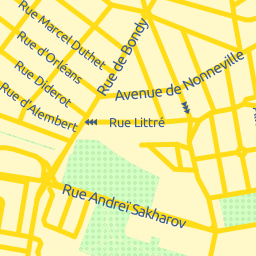 Rue Marcel Duthet
Rue d'Orléans
Rue Diderot
Rue d'Alembert
Rue de Bondy
Avenue de Nonneville
Rue Littré
Rue Andreï Sakharov